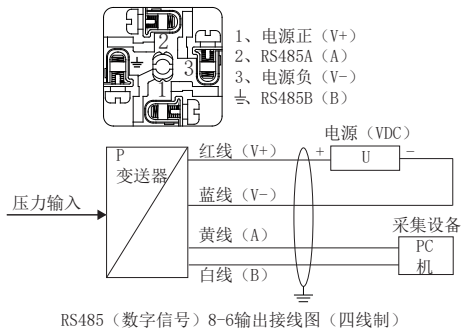 2
3
1
1、电源正（V+）
2、RS485A（A）
3、电源负（V-）
⏚、RS485B（B）
电源（VDC）
P
变送器
红线（V+）
+
U
-
蓝线（V-）
压力输入
黄线（A）
采集设备
PC
机
白线（B）
RS485（数字信号）8-6输出接线图（四线制）